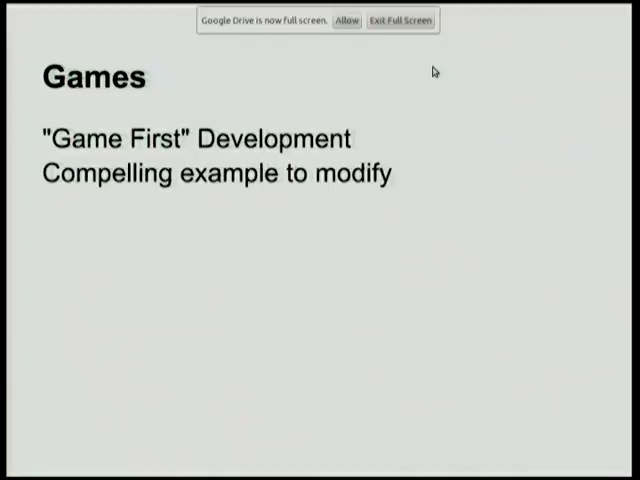 Google Drive is now full screen. Allow Exit Full Screen
Games
"Game First" Development
Compelling example to modify